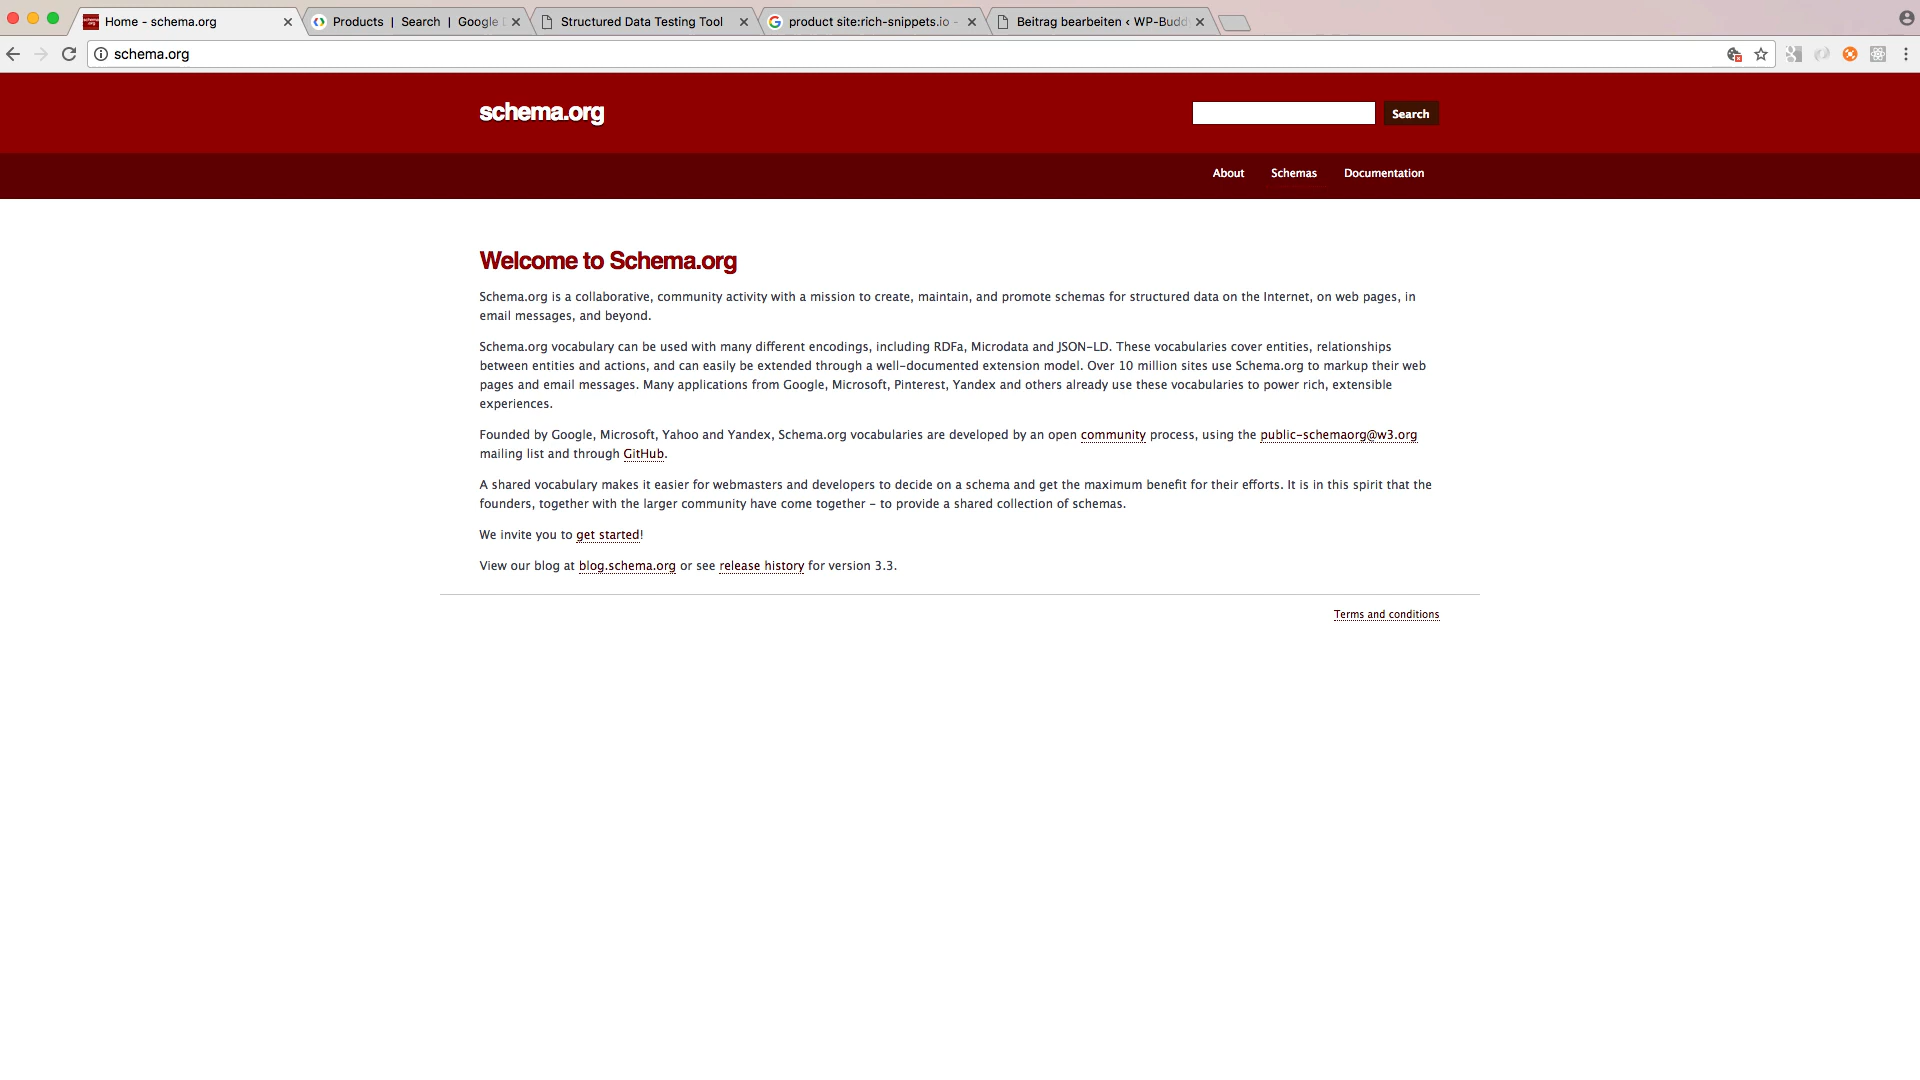 Home - schema.org
Products | Search | Google
Structured Data Testing Tool
product site:rich-snippets.io -
Beitrag bearbeiten ‹ WP-Budd
schema.org
schema.org
Search
About
Schemas
Documentation
Welcome to Schema.org
Schema.org is a collaborative, community activity with a mission to create, maintain, and promote schemas for structured data on the Internet, on web pages, in
email messages, and beyond.
Schema.org vocabulary can be used with many different encodings, including RDFa, Microdata and JSON-LD. These vocabularies cover entities, relationships
between entities and actions, and can easily be extended through a well-documented extension model. Over 10 million sites use Schema.org to markup their web
pages and email messages. Many applications from Google, Microsoft, Pinterest, Yandex and others already use these vocabularies to power rich, extensible
experiences.
Founded by Google, Microsoft, Yahoo and Yandex, Schema.org vocabularies are developed by an open community process, using the public-schemaorg@w3.org
mailing list and through GitHub.
A shared vocabulary makes it easier for webmasters and developers to decide on a schema and get the maximum benefit for their efforts. It is in this spirit that the
founders, together with the larger community have come together - to provide a shared collection of schemas.
We invite you to get started!
View our blog at blog.schema.org or see release history for version 3.3.
Terms and conditions